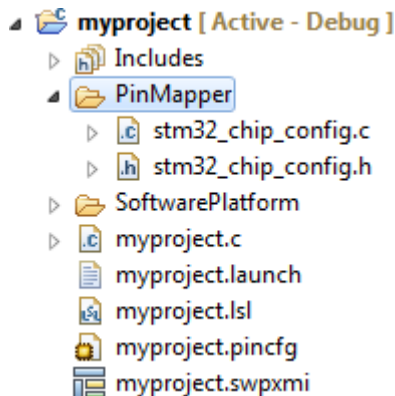 myproject [ Active - Debug ]
Includes
PinMapper
stm32_chip_config.c
stm32_chip_config.h
SoftwarePlatform
myproject.c
myproject.launch
myproject.lsl
myproject.pincfg
myproject.swpxmi